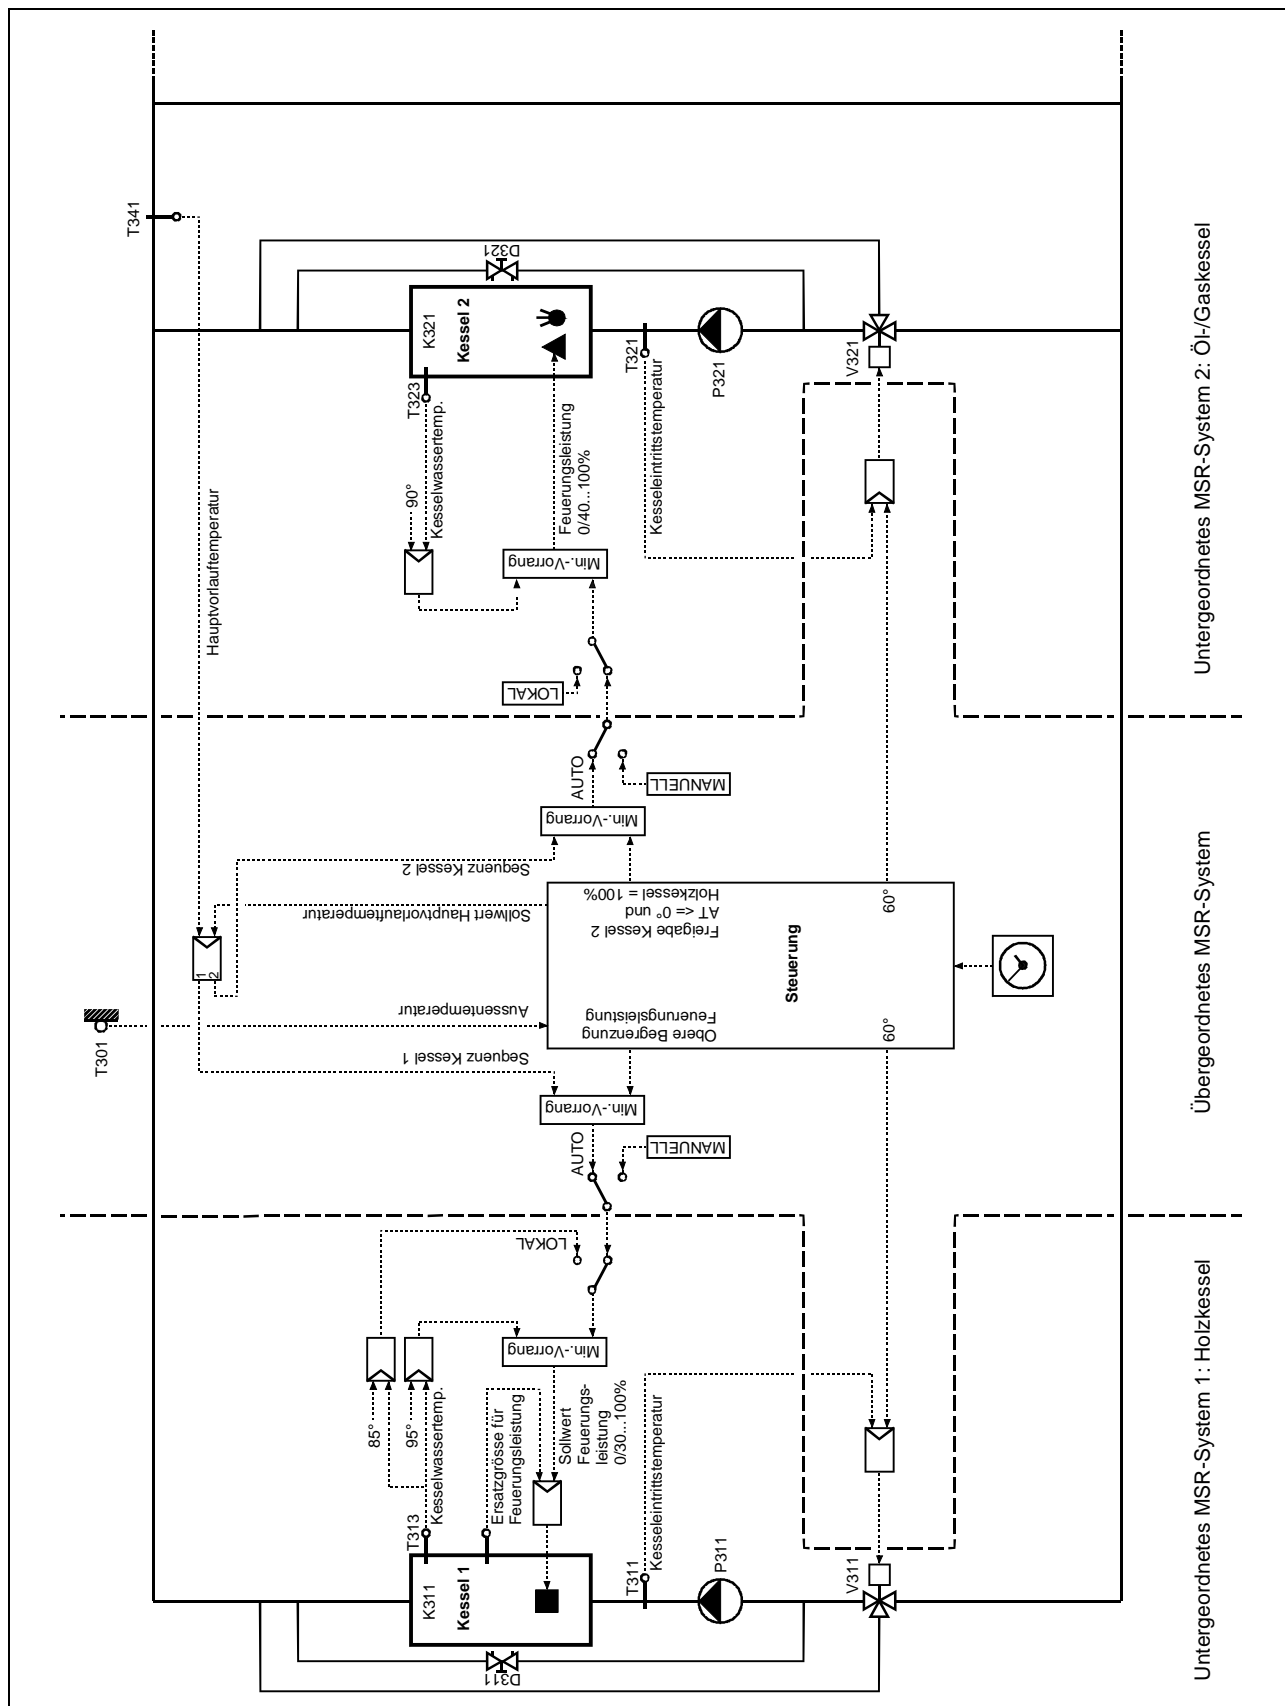 Untergeordnetes MSR-System 1: Holzkessel
Übergeordnetes MSR-System
Untergeordnetes MSR-System 2: Öl-/Gaskessel
T301
T341
Hauptvorlauftemperatur
Aussentemperatur
Sollwert Hauptvorlauftemperatur
Sequenz Kessel 1
Sequenz Kessel 2
1
2
D311
K311
Kessel 1
T313
Kesselwassertemp.
85°
95°
Ersatzgrösse für
Feuerungsleistung
Sollwert
Feuerungs-
leistung
0/30...100%
Min.-Vorrang
LOKAL
T311
Kesseleintrittstemperatur
P311
V311
AUTO
MANUELL
Min.-Vorrang
Obere Begrenzung
Feuerungsleistung
Steuerung
Freigabe Kessel 2
AT <= 0° und
Holzkessel = 100%
60°
60°
Min.-Vorrang
AUTO
MANUELL
LOKAL
Min.-Vorrang
90°
Kesselwassertemp.
T323
Feuerungsleistung
0/40...100%
K321
Kessel 2
D321
T321
Kesseleintrittstemperatur
P321
V321